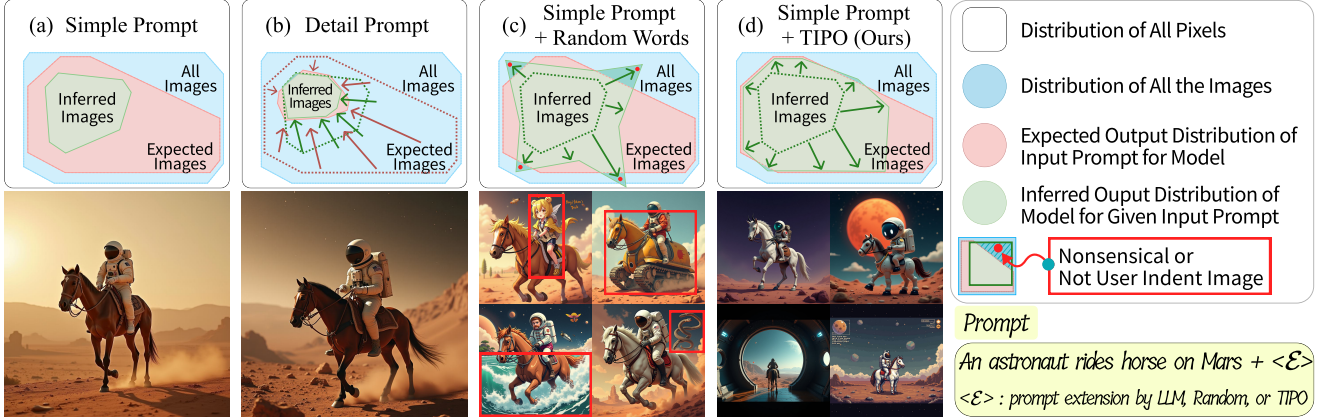 (a) Simple Prompt
All
Images
Inferred
Images
Expected
Images
(b) Detail Prompt
All
Images
Inferred
Images
Expected
Images
(c) Simple Prompt
+ Random Words
All
Images
Inferred
Images
Expected
Images
(d) Simple Prompt
+ TIPO (Ours)
All
Images
Inferred
Images
Expected
Images
Distribution of All Pixels
Distribution of All the Images
Expected Output Distribution of
Input Prompt for Model
Inferred Ouput Distribution of
Model for Given Input Prompt
Nonsensical or
Not User Indent Image
Prompt
An astronaut rides horse on Mars + <ℰ>
<ℰ> : prompt extension by LLM, Random, or TIPO